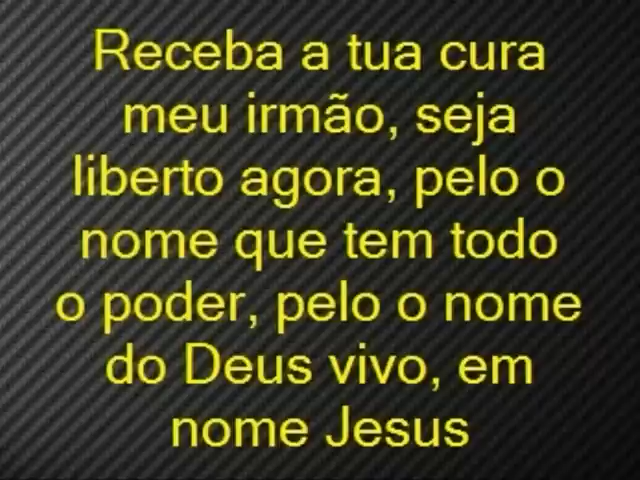 Receba a tua cura
meu irmão, seja
liberto agora, pelo o
nome que tem todo
o poder, pelo o nome
do Deus vivo, em
nome Jesus